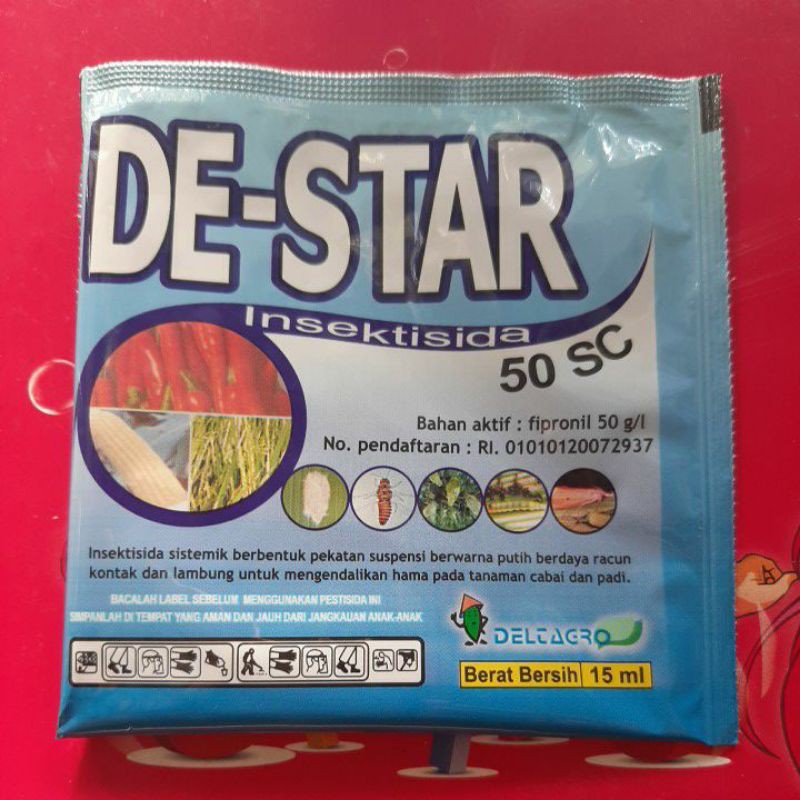 DE-STAR
Insektisida
50 SC
Bahan aktif : fipronil 50 g/l
No. pendaftaran : RI. 01010120072937
Insektisida sistemik berbentuk pekatan suspensi berwarna putih berdaya racun
kontak dan lambung untuk mengendalikan hama pada tanaman cabai dan padi.
BACALAH LABEL SEBELUM MENGGUNAKAN PESTISIDA INI
SIMPANLAH DI TEMPAT YANG AMAN DAN JAUH DARI JANGKAUAN ANAK-ANAK
DELTAGRO
Berat Bersih 15 ml